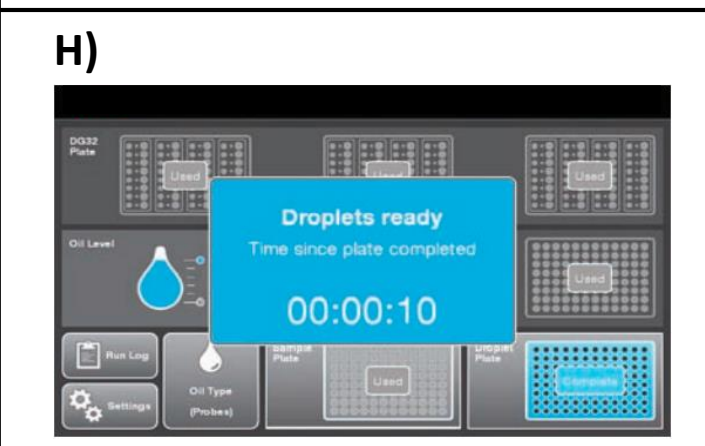 H)
DG32
Plate
Used
Used
Used
Droplets ready
Time since plate completed
00:00:10
Oil Level
Used
Run Log
Settings
Oil Type
(Probes)
Sample
Plate
Used
Droplet
Plate
Complete